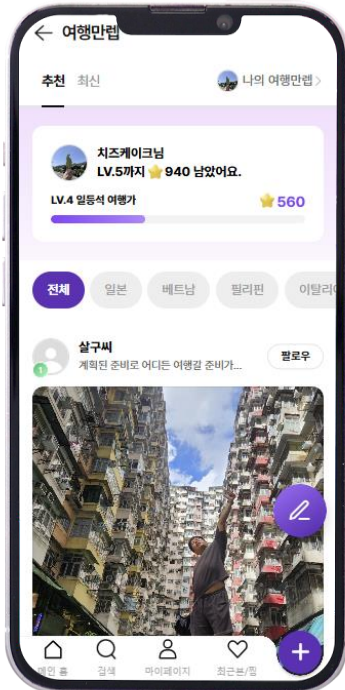 여행만렙
추천 최신 나의 여행만렙
치즈케이크님
LV.5까지 940 남았어요.
LV.4 일등석 여행가 560
전체 일본 베트남 필리핀 이탈리
살구씨
계획된 준비로 어디든 여행갈 준비가...
팔로우
1
메인 홈 검색 마이페이지 최근본/찜